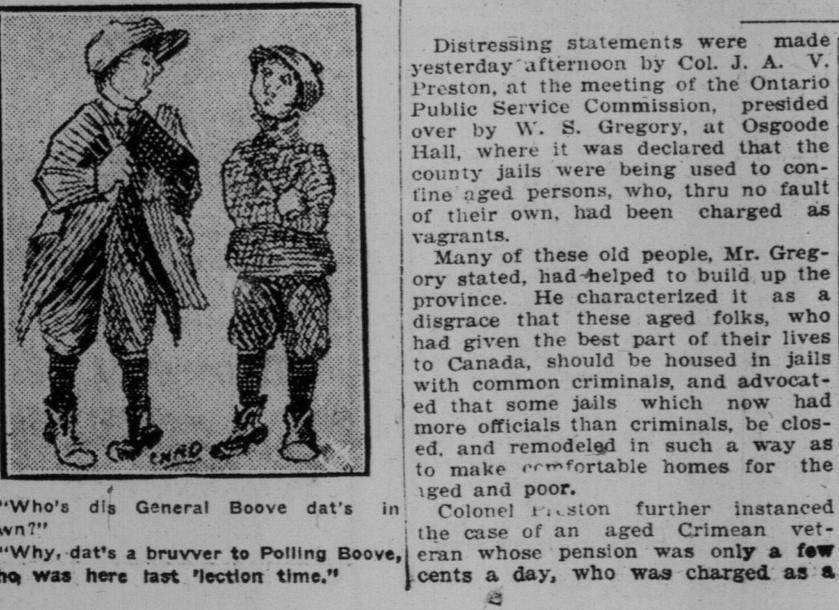 "Who's dis General Boove dat's in
wn?"
"Why, dat's a bruvver to Polling Boove,
ho, was here last 'lection time."
Distressing statements were made
yesterday afternoon by Col. J. A. V.
Preston, at the meeting of the Ontario
Public Service Commission, presided
over by W. S. Gregory, at Osgoode
Hall, where it was declared that the
county jails were being used to con-
fine aged persons, who, thru no fault
of their own, had been charged as
vagrants.
Many of these old people, Mr. Greg-
ory stated, had helped to build up the
province. He characterized it as a
disgrace that these aged folks, who
had given the best part of their lives
to Canada, should be housed in jails
with common criminals, and advocat-
ed that some jails which now had
more officials than criminals, be clos-
ed, and remodeled in such a way as
to make comfortable homes for the
aged and poor.
Colonel Preston further instanced
the case of an aged Crimean vet-
eran whose pension was only a few
cents a day, who was charged as a